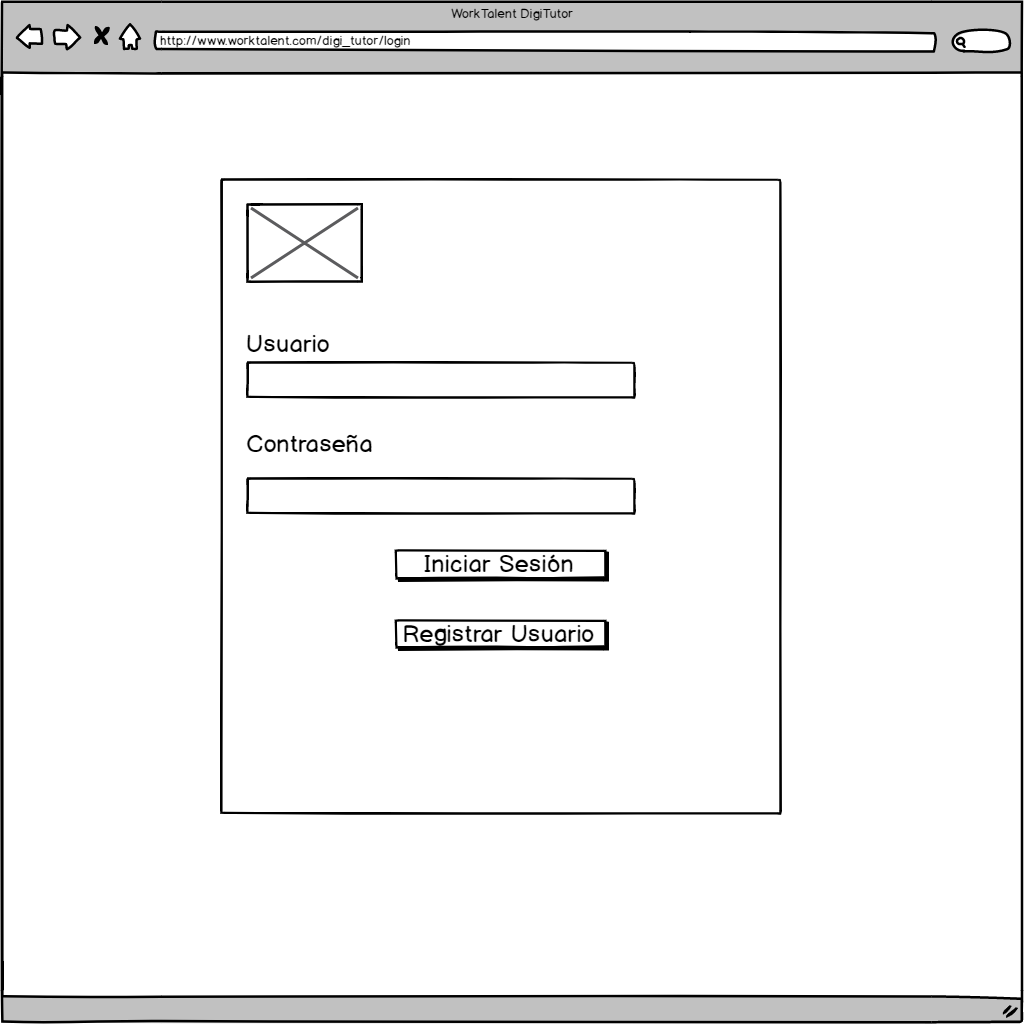 WorkTalent DigiTutor
http://www.worktalent.com/digi_tutor/login
Usuario
Contraseña
Iniciar Sesión
Registrar Usuario